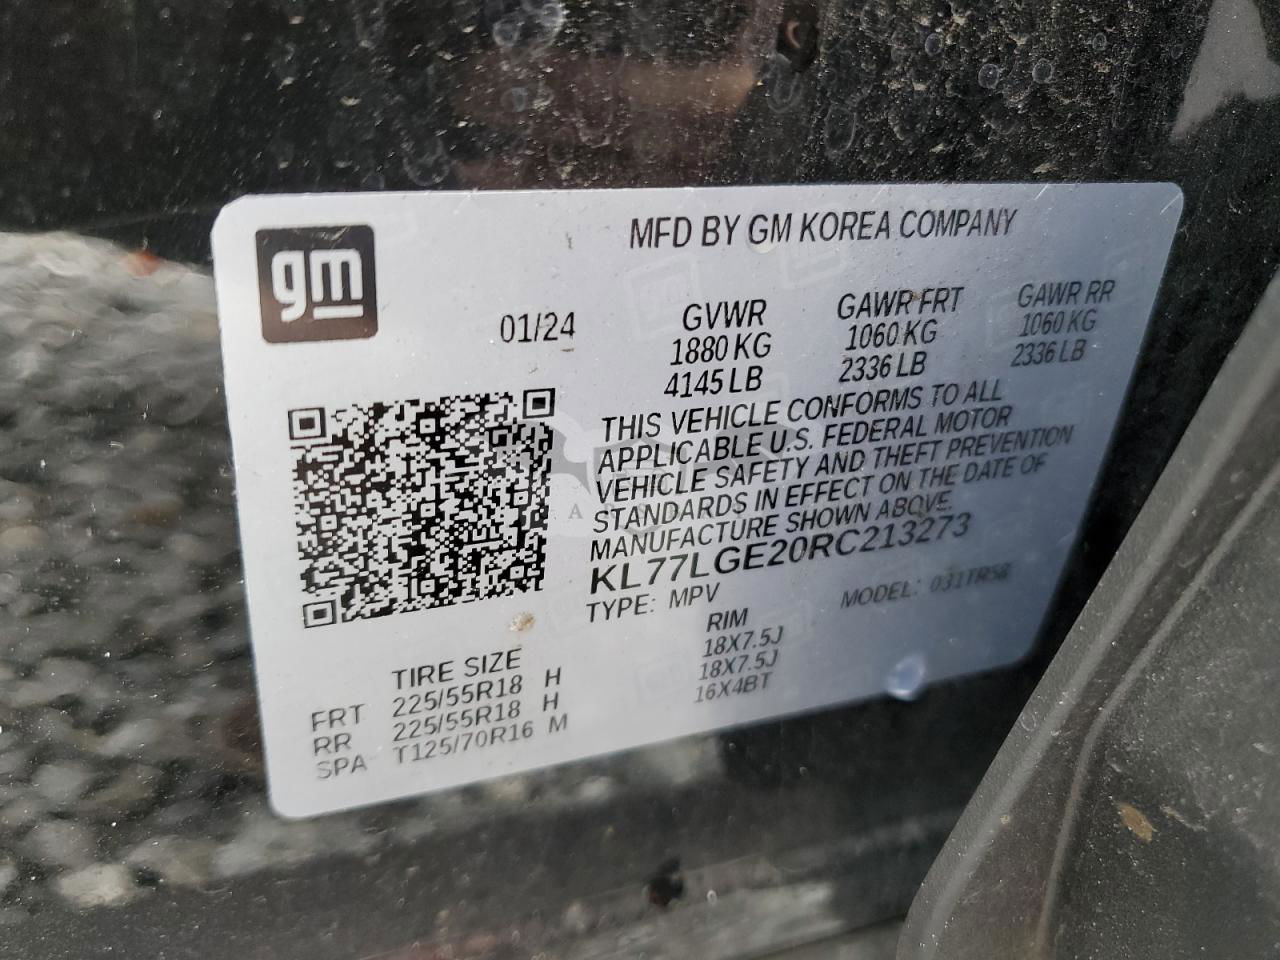 gm
MFD BY GM KOREA COMPANY
01/24
GVWR GAWR FRT GAWR RR
1880 KG 1060 KG 1060 KG
4145 LB 2336 LB 2336 LB
THIS VEHICLE CONFORMS TO ALL
APPLICABLE U.S. FEDERAL MOTOR
VEHICLE SAFETY AND THEFT PREVENTION
STANDARDS IN EFFECT ON THE DATE OF
MANUFACTURE SHOWN ABOVE.
KL77LGE20RC213273
TYPE: MPV MODEL: 031TR58
TIRE SIZE RIM
FRT 225/55R18 H 18X7.5J
RR 225/55R18 H 18X7.5J
SPA T125/70R16 M 16X4BT